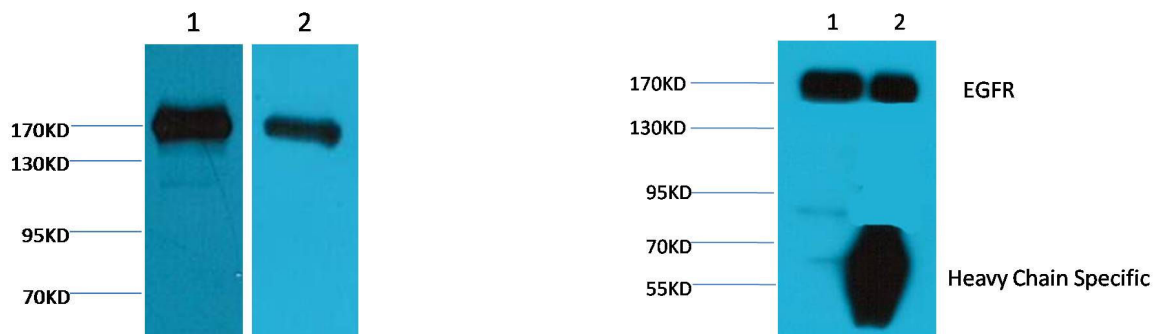 1 2
170KD
130KD
95KD
70KD
1 2
170KD
EGFR
130KD
95KD
70KD
55KD
Heavy Chain Specific